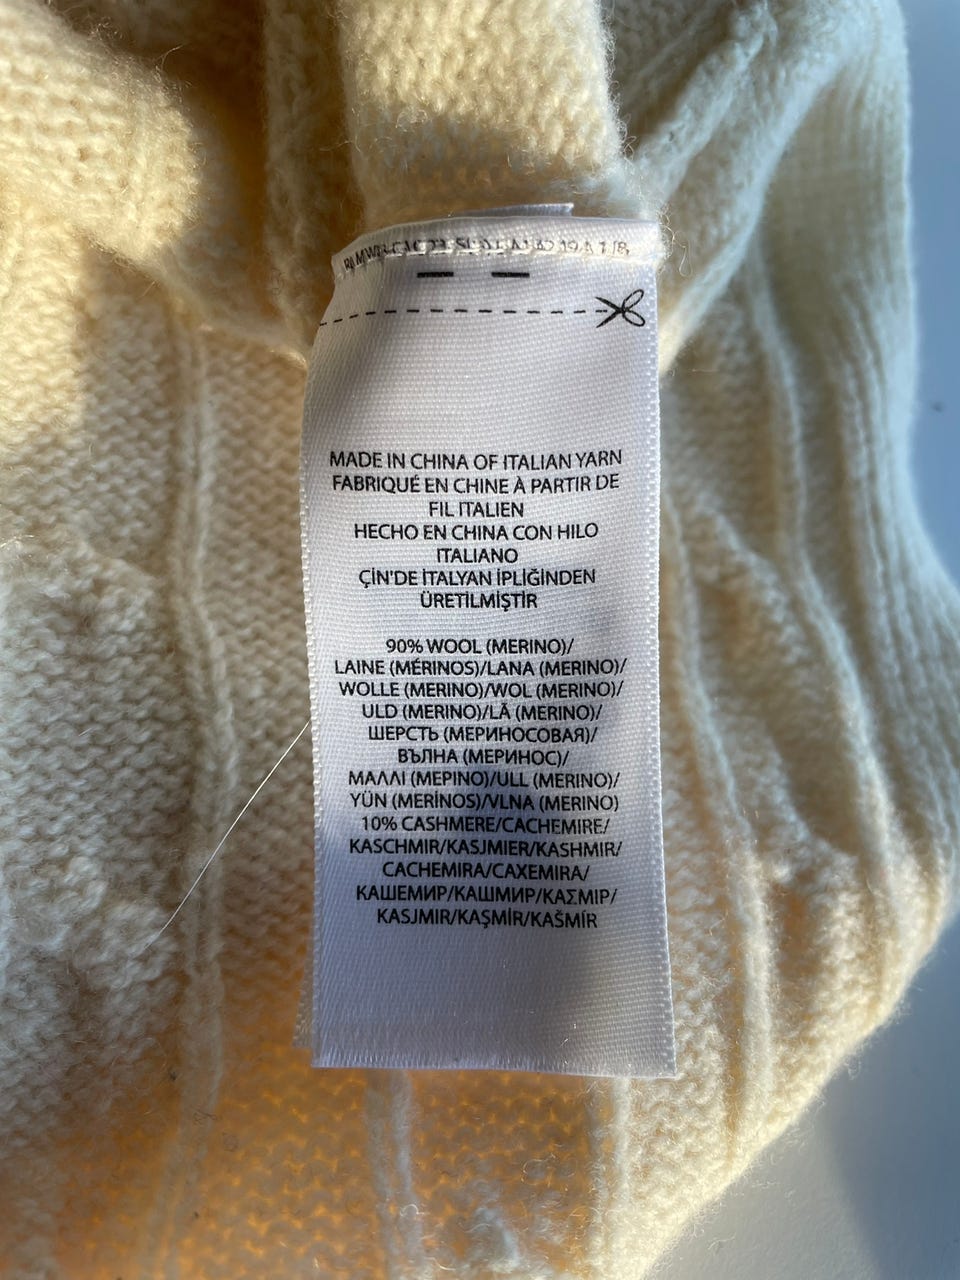 MADE IN CHINA OF ITALIAN YARN
FABRIQUÉ EN CHINE À PARTIR DE
FIL ITALIEN
HECHO EN CHINA CON HILO
ITALIANO
ÇİN'DE İTALYAN İPLİĞİNDEN
ÜRETİLMİŞTİR
90% WOOL (MERINO)/
LAINE (MÉRINOS)/LANA (MERINO)/
WOLLE (MERINO)/WOL (MERINO)/
ULD (MERINO)/LÃ (MERINO)/
ШЕРСТЬ (МЕРИНОСОВАЯ)/
ВЪЛНА (МЕРИНОС)/
ΜΑΛΛΙ (ΜΕΡΙΝΟ)/ULL (MERINO)/
YÜN (MERİNOS)/VLNA (MERINO)
10% CASHMERE/CACHEMIRE/
KASCHMIR/KASJMIER/KASHMIR/
CACHEMIRA/CAXEMIRA/
КАШЕМИР/КАШМИР/ΚΑΣΜΙΡ/
KASJMIR/KAŞMİR/KAŠMÍR